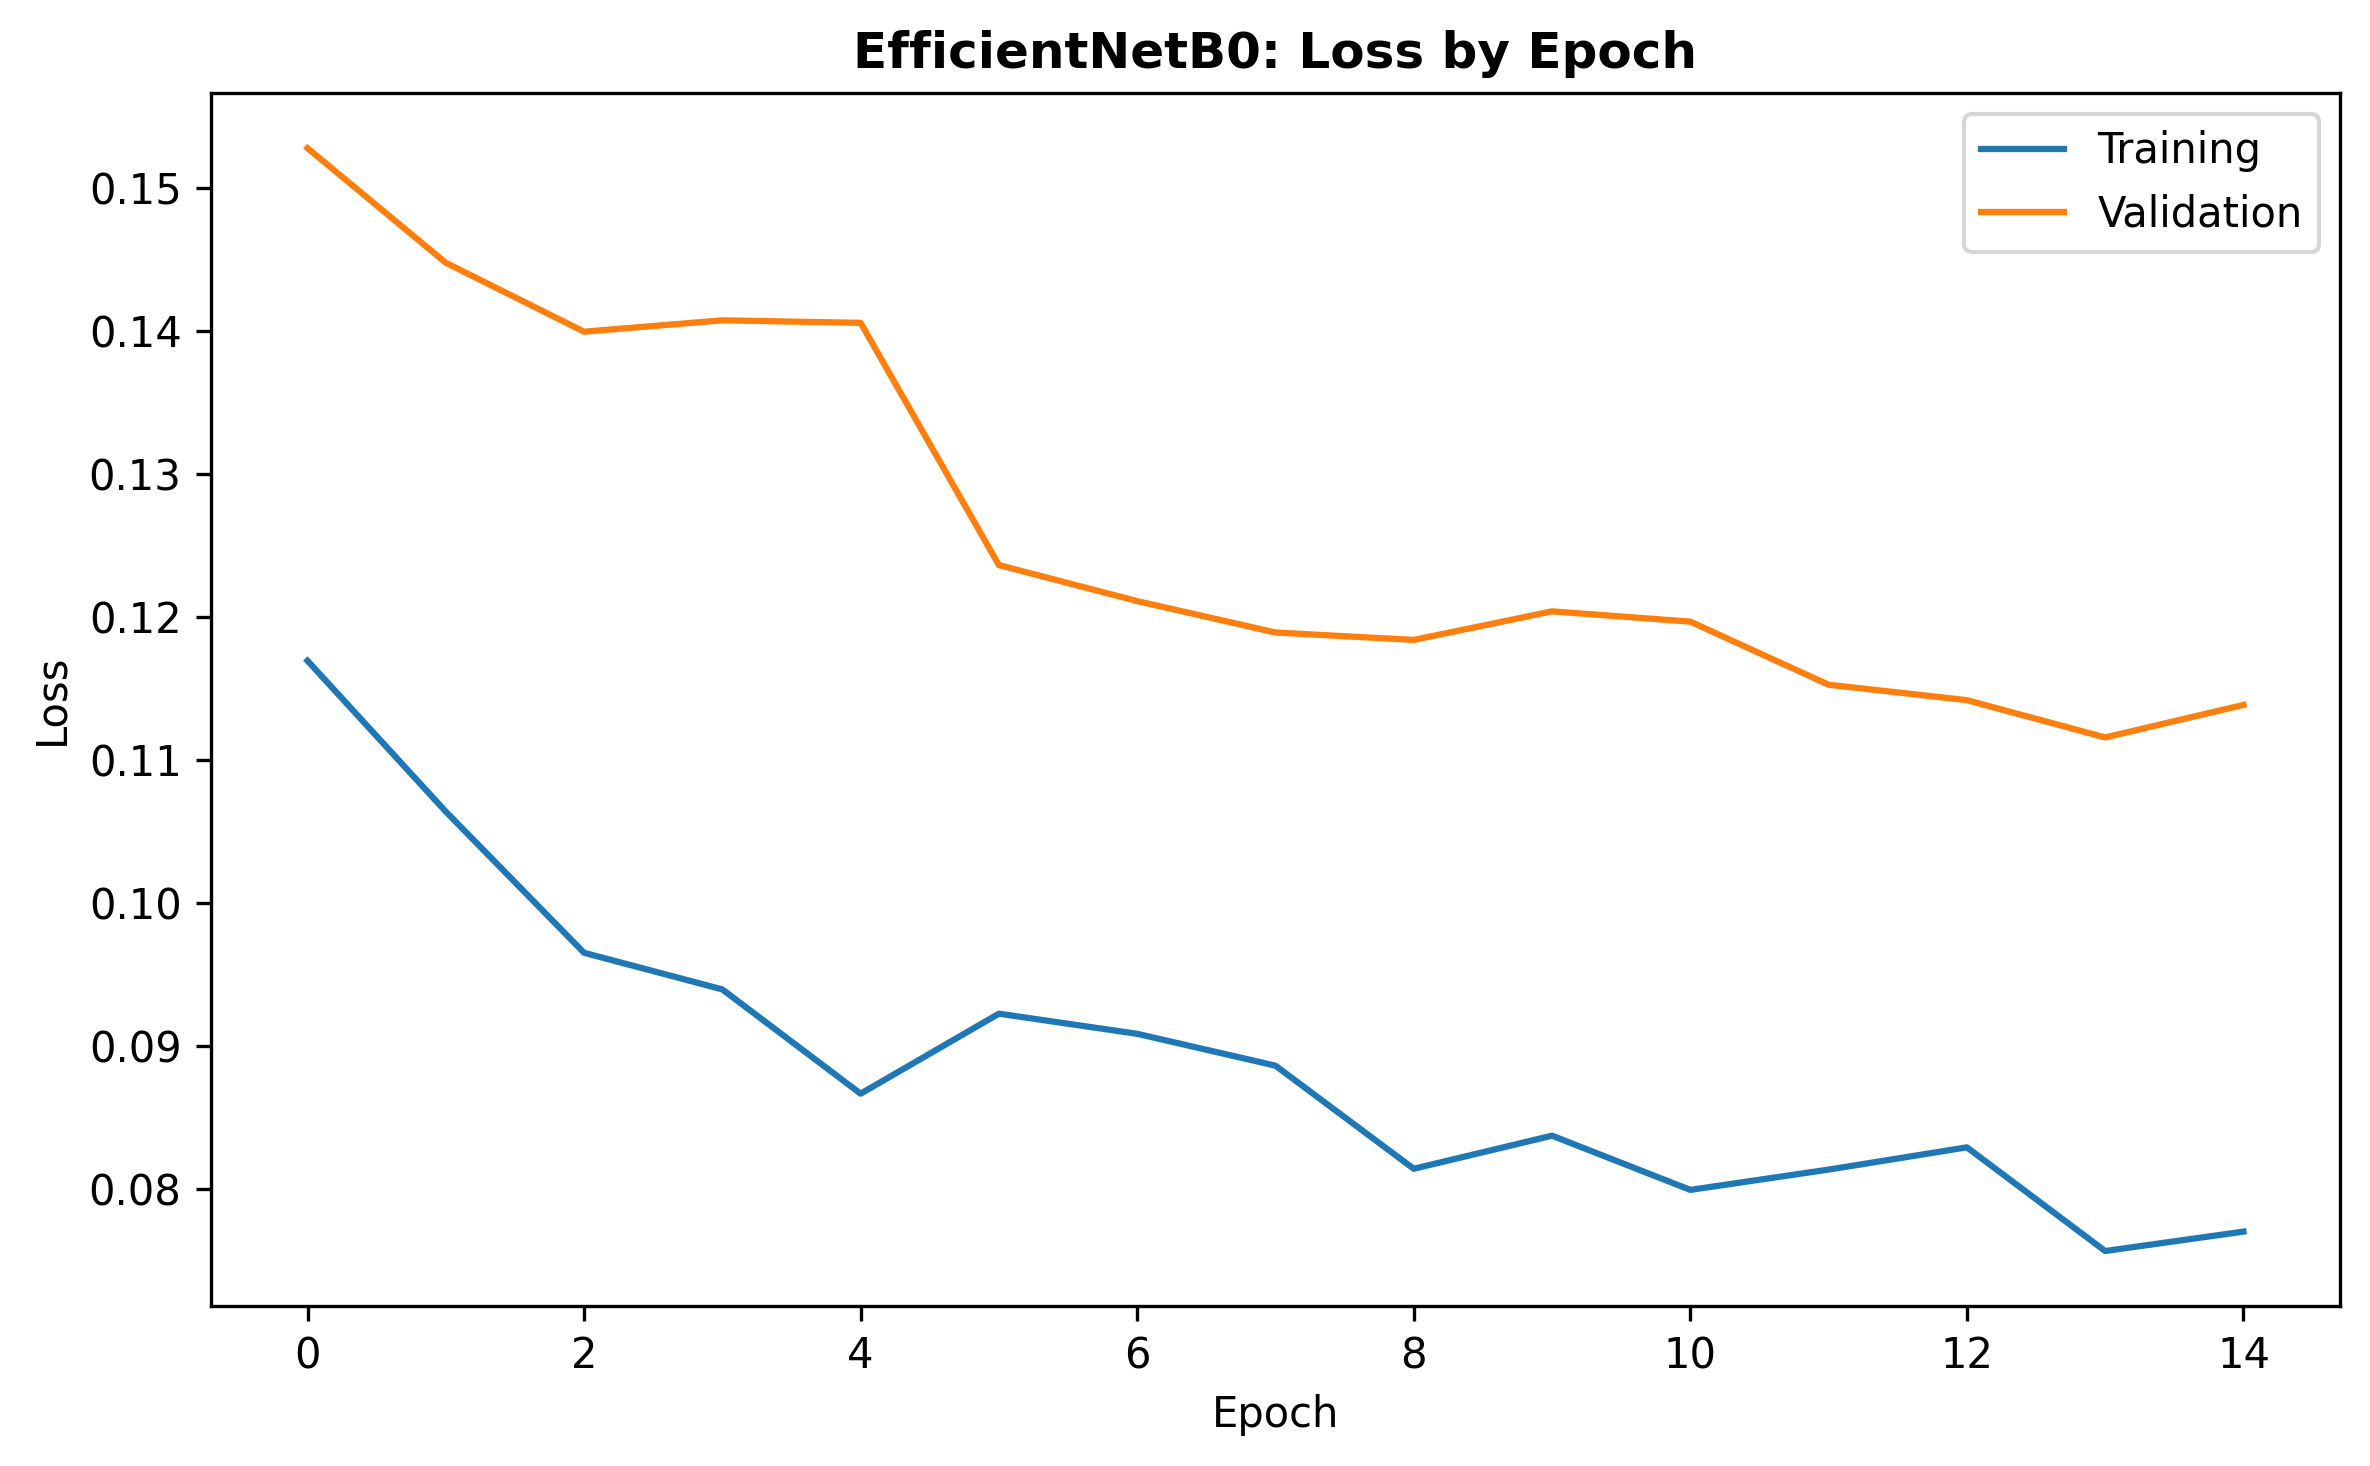 EfficientNetB0: Loss by Epoch
Training
Validation
Loss
0.15
0.14
0.13
0.12
0.11
0.10
0.09
0.08
0 2 4 6 8 10 12 14
Epoch